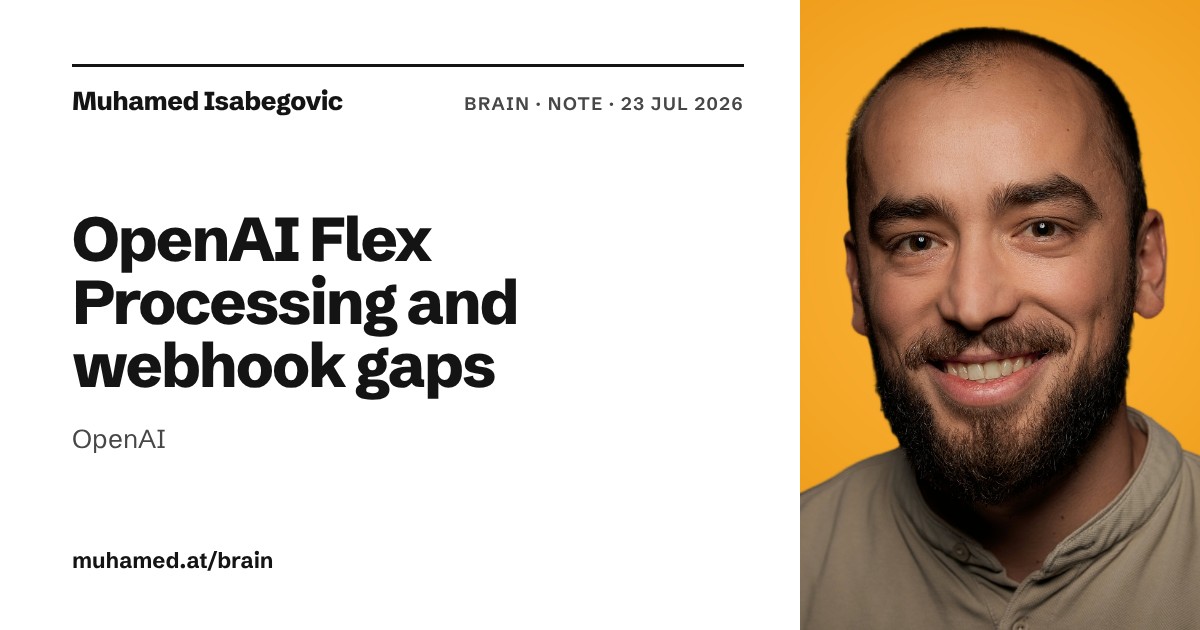 Muhamed Isabegovic
BRAIN · NOTE · 23 JUL 2026
OpenAI Flex
Processing and
webhook gaps
OpenAI
muhamed.at/brain